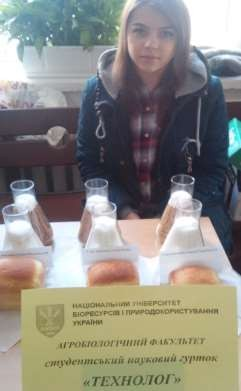 НАЦІОНАЛЬНИЙ УНІВЕРСИТЕТ
БІОРЕСУРСІВ І ПРИРОДОКОРИСТУВАННЯ
УКРАЇНИ
АГРОБІОЛОГІЧНИЙ ФАКУЛЬТЕТ
студентський науковий гурток
«ТЕХНОЛОГ»